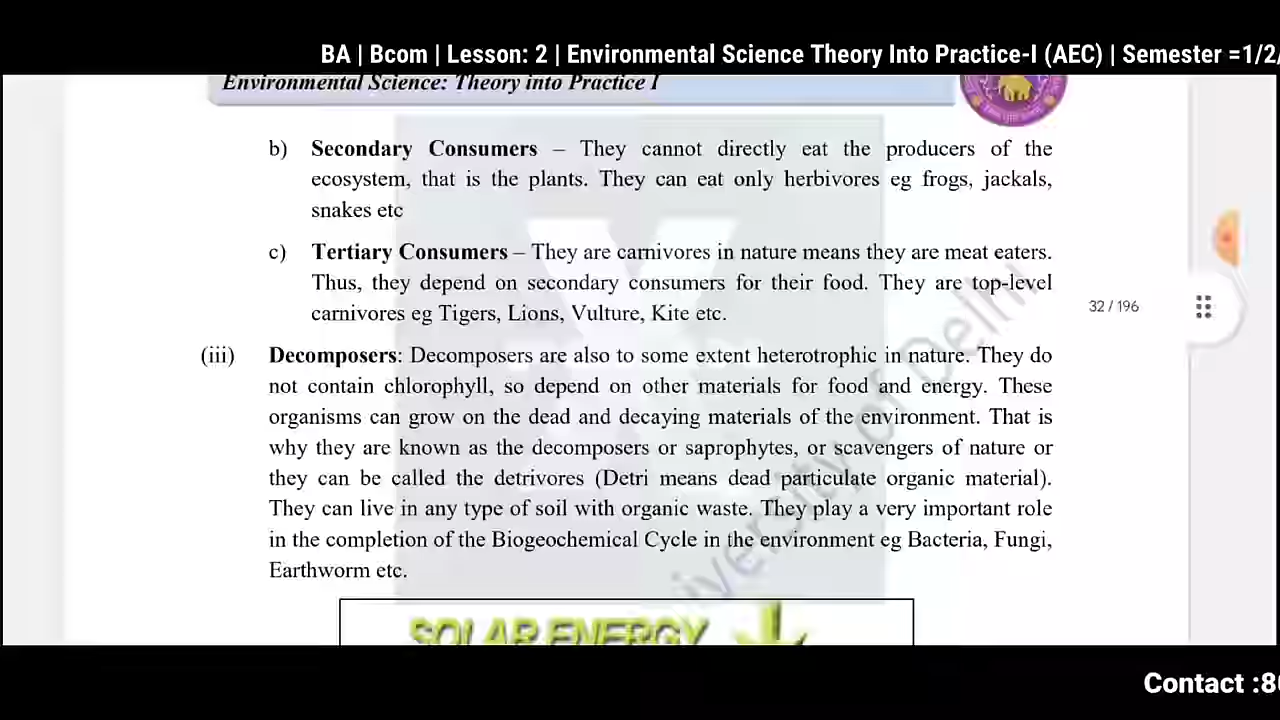 BA | Bcom | Lesson: 2 | Environmental Science Theory Into Practice-I (AEC) | Semester =1/2/
Environmental Science: Theory into Practice I
b) Secondary Consumers – They cannot directly eat the producers of the
ecosystem, that is the plants. They can eat only herbivores eg frogs, jackals,
snakes etc
c) Tertiary Consumers – They are carnivores in nature means they are meat eaters.
Thus, they depend on secondary consumers for their food. They are top-level
carnivores eg Tigers, Lions, Vulture, Kite etc.
32 / 196
(iii) Decomposers: Decomposers are also to some extent heterotrophic in nature. They do
not contain chlorophyll, so depend on other materials for food and energy. These
organisms can grow on the dead and decaying materials of the environment. That is
why they are known as the decomposers or saprophytes, or scavengers of nature or
they can be called the detrivores (Detri means dead particulate organic material).
They can live in any type of soil with organic waste. They play a very important role
in the completion of the Biogeochemical Cycle in the environment eg Bacteria, Fungi,
Earthworm etc.
University of Delhi
SOLAR ENERGY
Contact :8